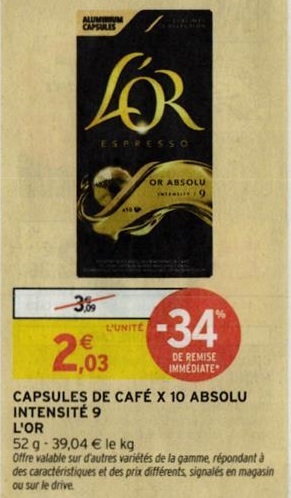 ALUMINIUM
CAPSULES
L'OR
ESPRESSO
OR ABSOLU
INTENSITY 9
x10
3€,09
L'UNITÉ
2€,03
-34%
DE REMISE
IMMÉDIATE*
CAPSULES DE CAFÉ X 10 ABSOLU
INTENSITÉ 9
L'OR
52 g - 39,04 € le kg
Offre valable sur d'autres variétés de la gamme, répondant à
des caractéristiques et des prix différents, signalés en magasin
ou sur le drive.